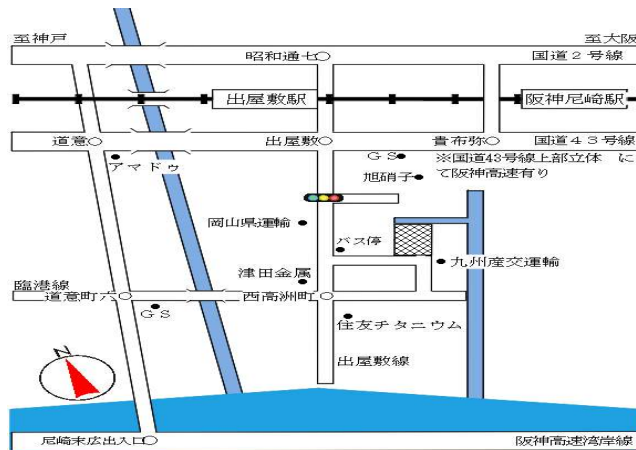 至神戸
至大阪
昭和通七
国道２号線
出屋敷駅
阪神尼崎駅
道意
出屋敷
貴布弥
国道４３号線
アマドゥ
ＧＳ
※国道43号線上部立体　に
て阪神高速有り
旭硝子
岡山県運輸
バス停
九州産交運輸
津田金属
臨港線
道意町六
西高洲町
ＧＳ
住友チタニウム
出屋敷線
N
尼崎末広出入口
阪神高速湾岸線